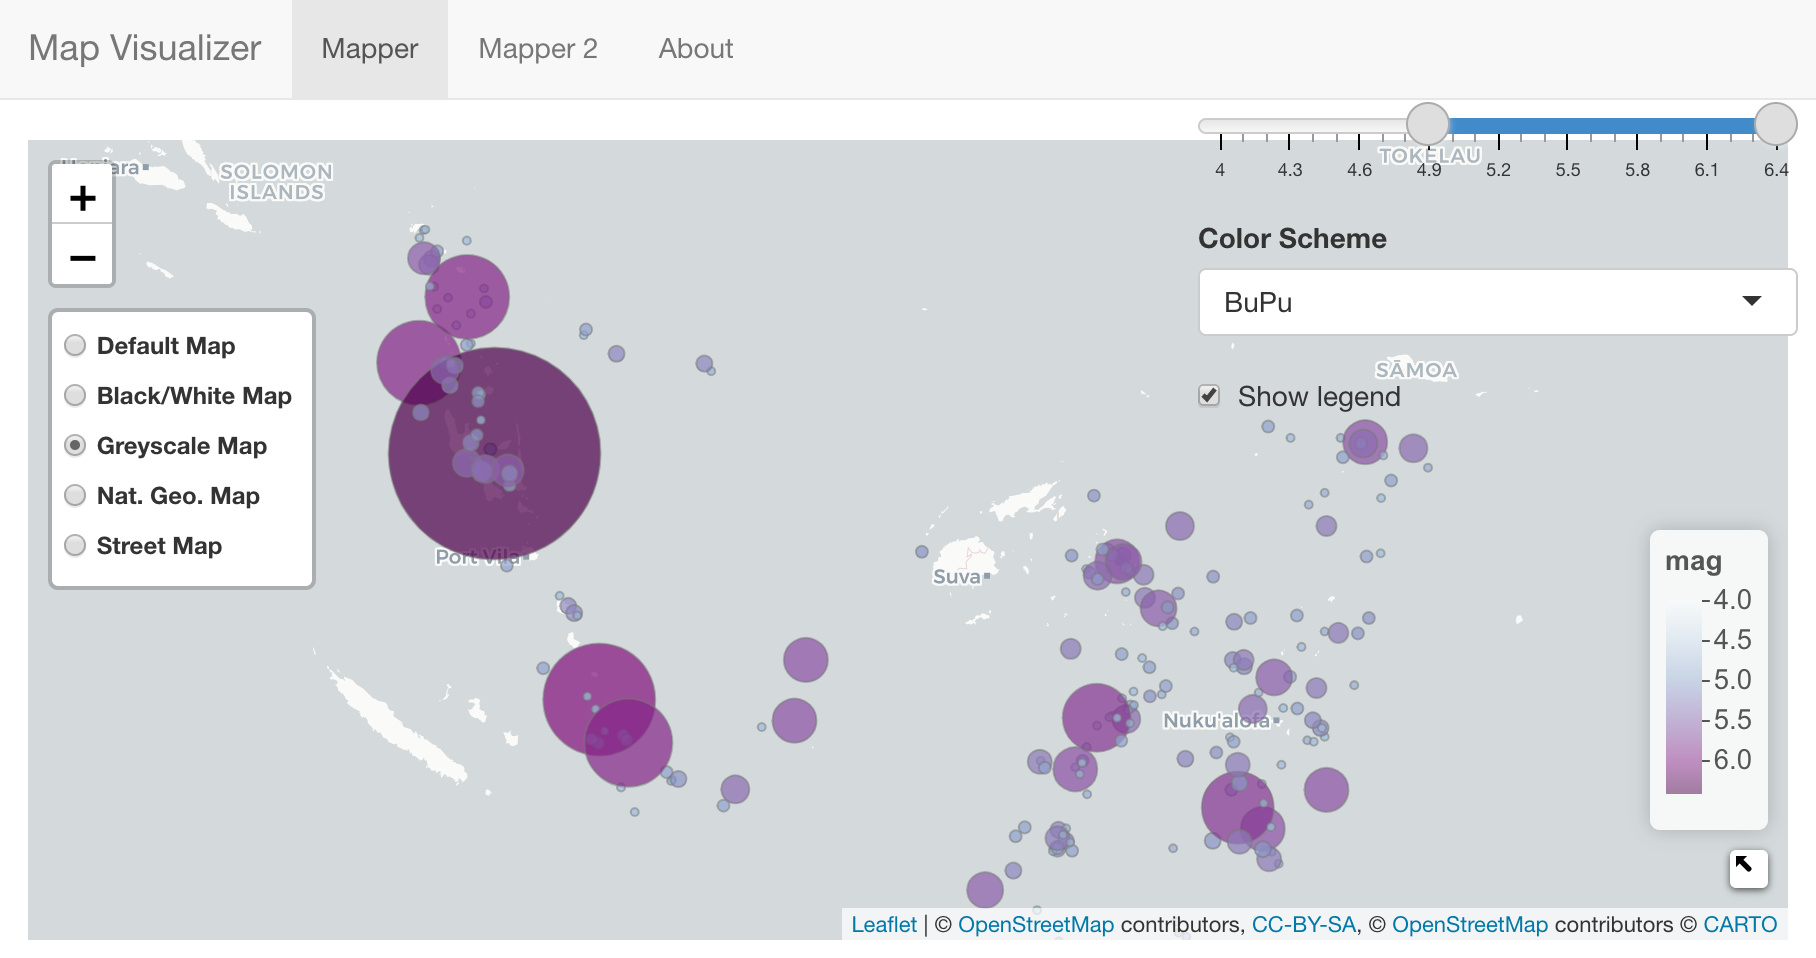 Map Visualizer Mapper Mapper 2 About
4 4.3 4.6 4.9 5.2 5.5 5.8 6.1 6.4
TOKELAU
SOLOMON
ISLANDS
+
−
Color Scheme
BuPu
Default Map
Black/White Map
Greyscale Map
Nat. Geo. Map
Street Map
SĀMOA
Show legend
Port Vila
Suva
Nuku'alofa
mag
4.0
4.5
5.0
5.5
6.0
Leaflet | © OpenStreetMap contributors, CC-BY-SA, © OpenStreetMap contributors © CARTO